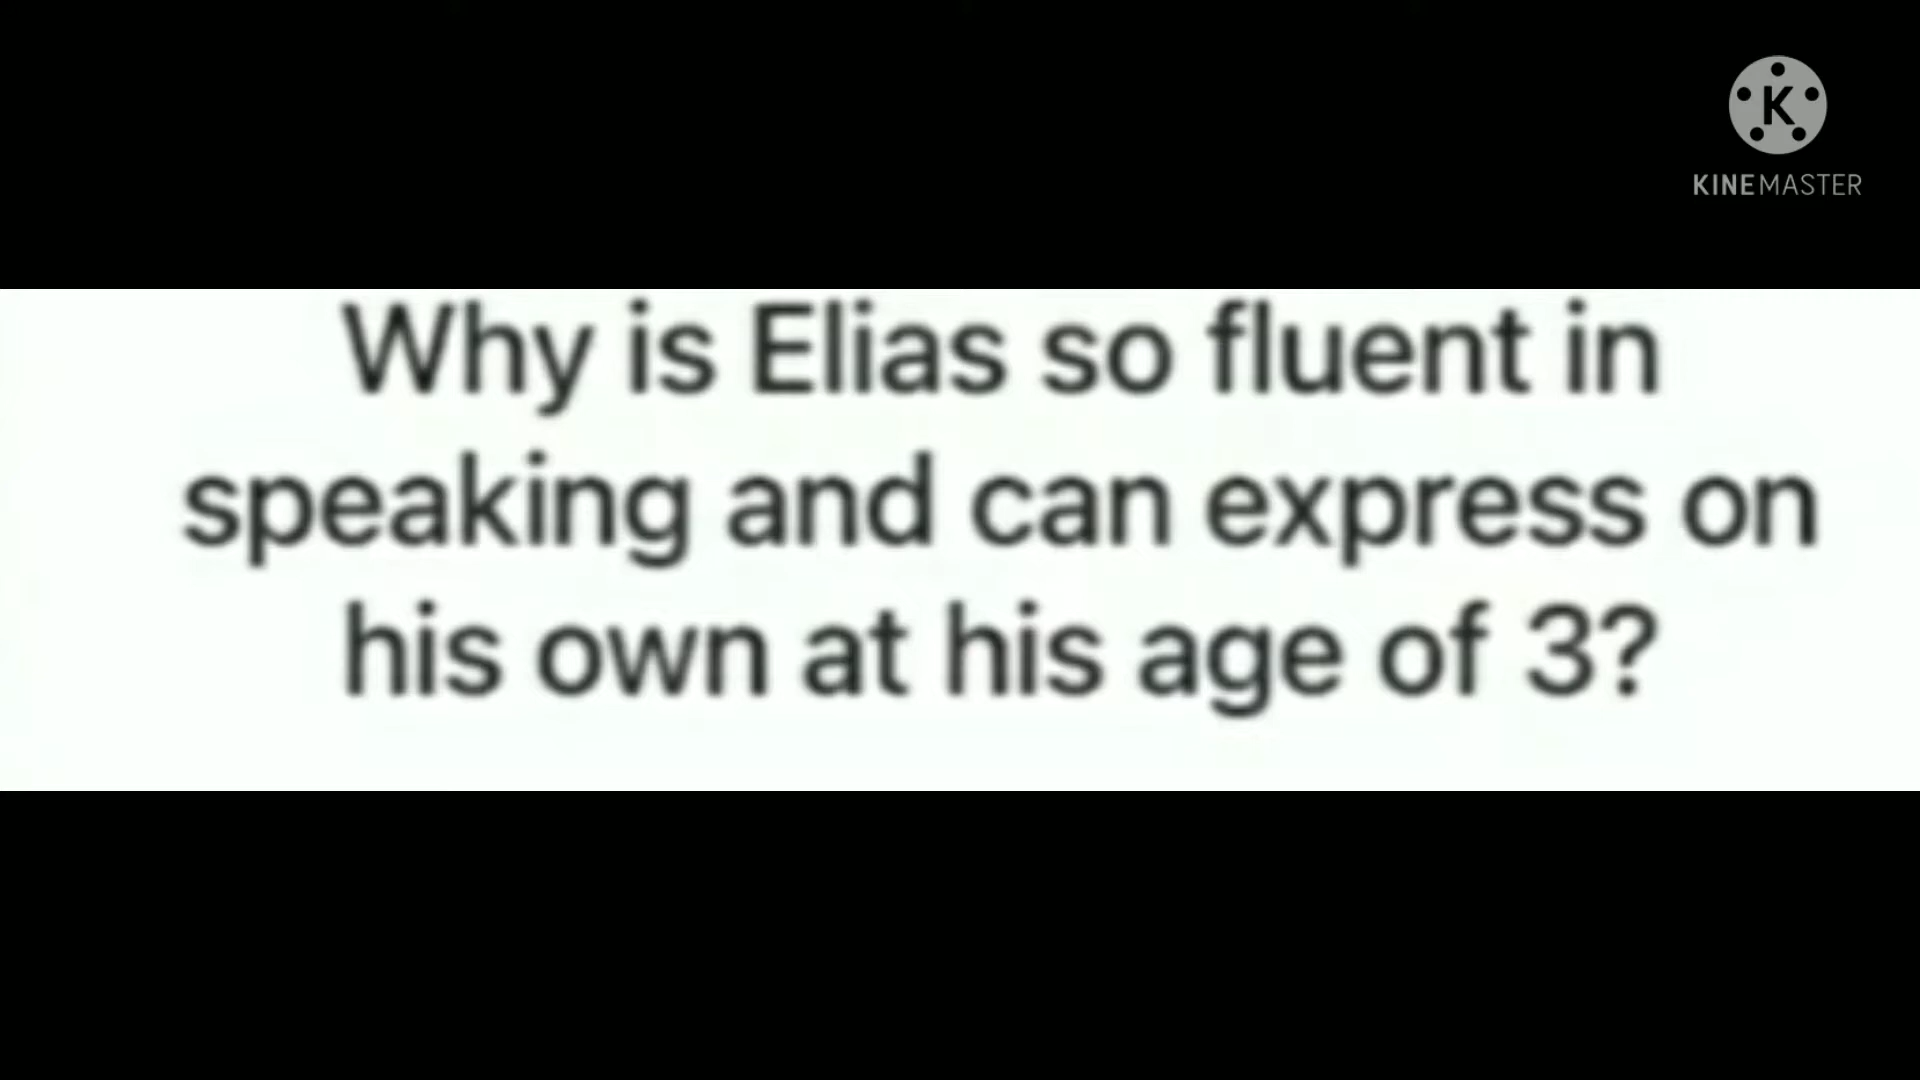 K
KINEMASTER
Why is Elias so fluent in
speaking and can express on
his own at his age of 3?